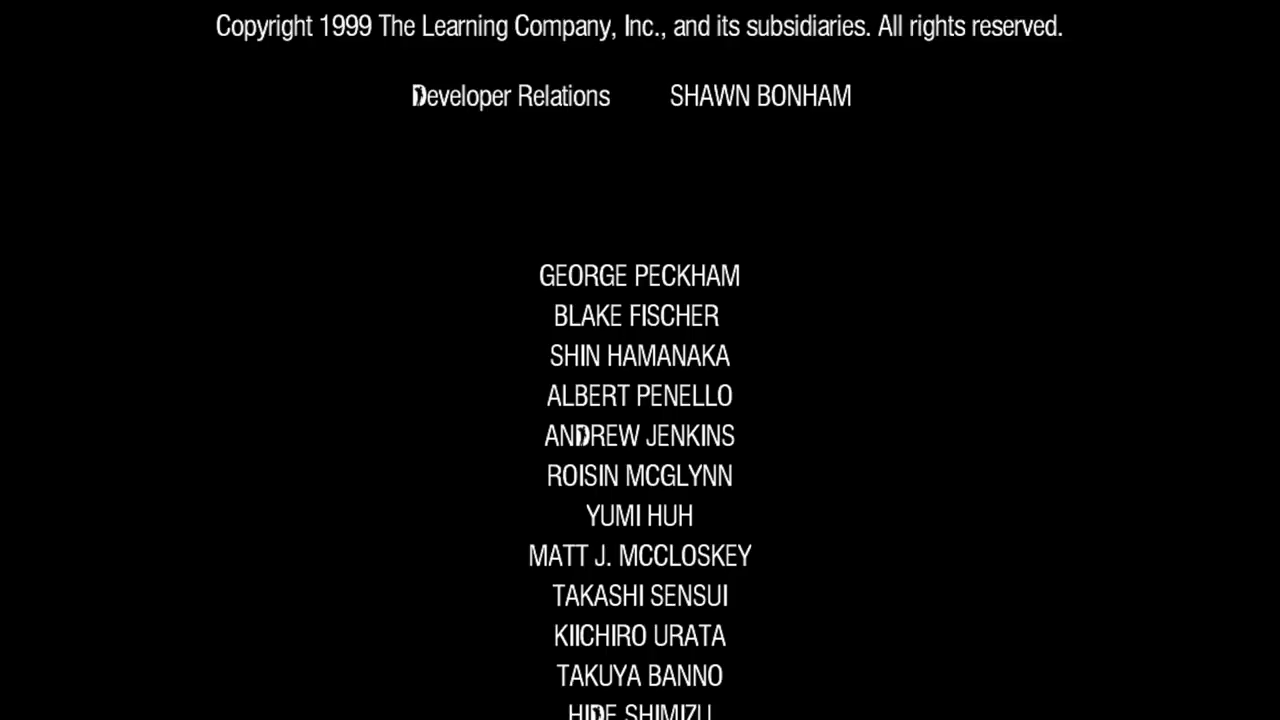 Copyright 1999 The Learning Company, Inc., and its subsidiaries. All rights reserved.
Developer Relations SHAWN BONHAM
GEORGE PECKHAM
BLAKE FISCHER
SHIN HAMANAKA
ALBERT PENELLO
ANDREW JENKINS
ROISIN MCGLYNN
YUMI HUH
MATT J. MCCLOSKEY
TAKASHI SENSUI
KIICHIRO URATA
TAKUYA BANNO
HIDE SHIMIZU